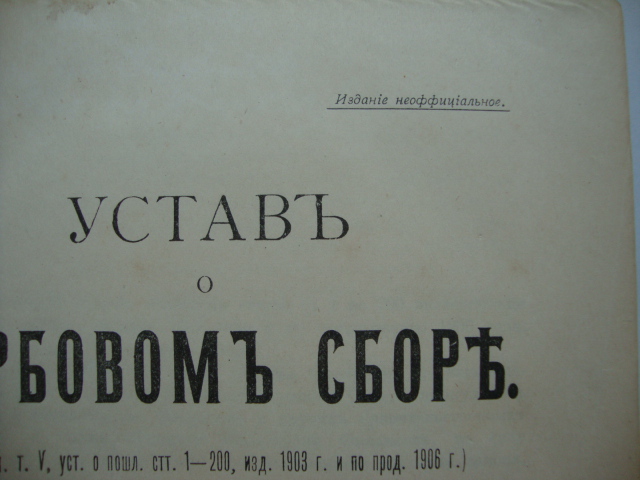 Изданіе неоффиціальное.
УСТАВЪ
о
РБОВОМЪ СБОРѢ.
. т. V, уст. о пошл. стт. 1—200, изд. 1903 г. и по прод. 1906 г.)